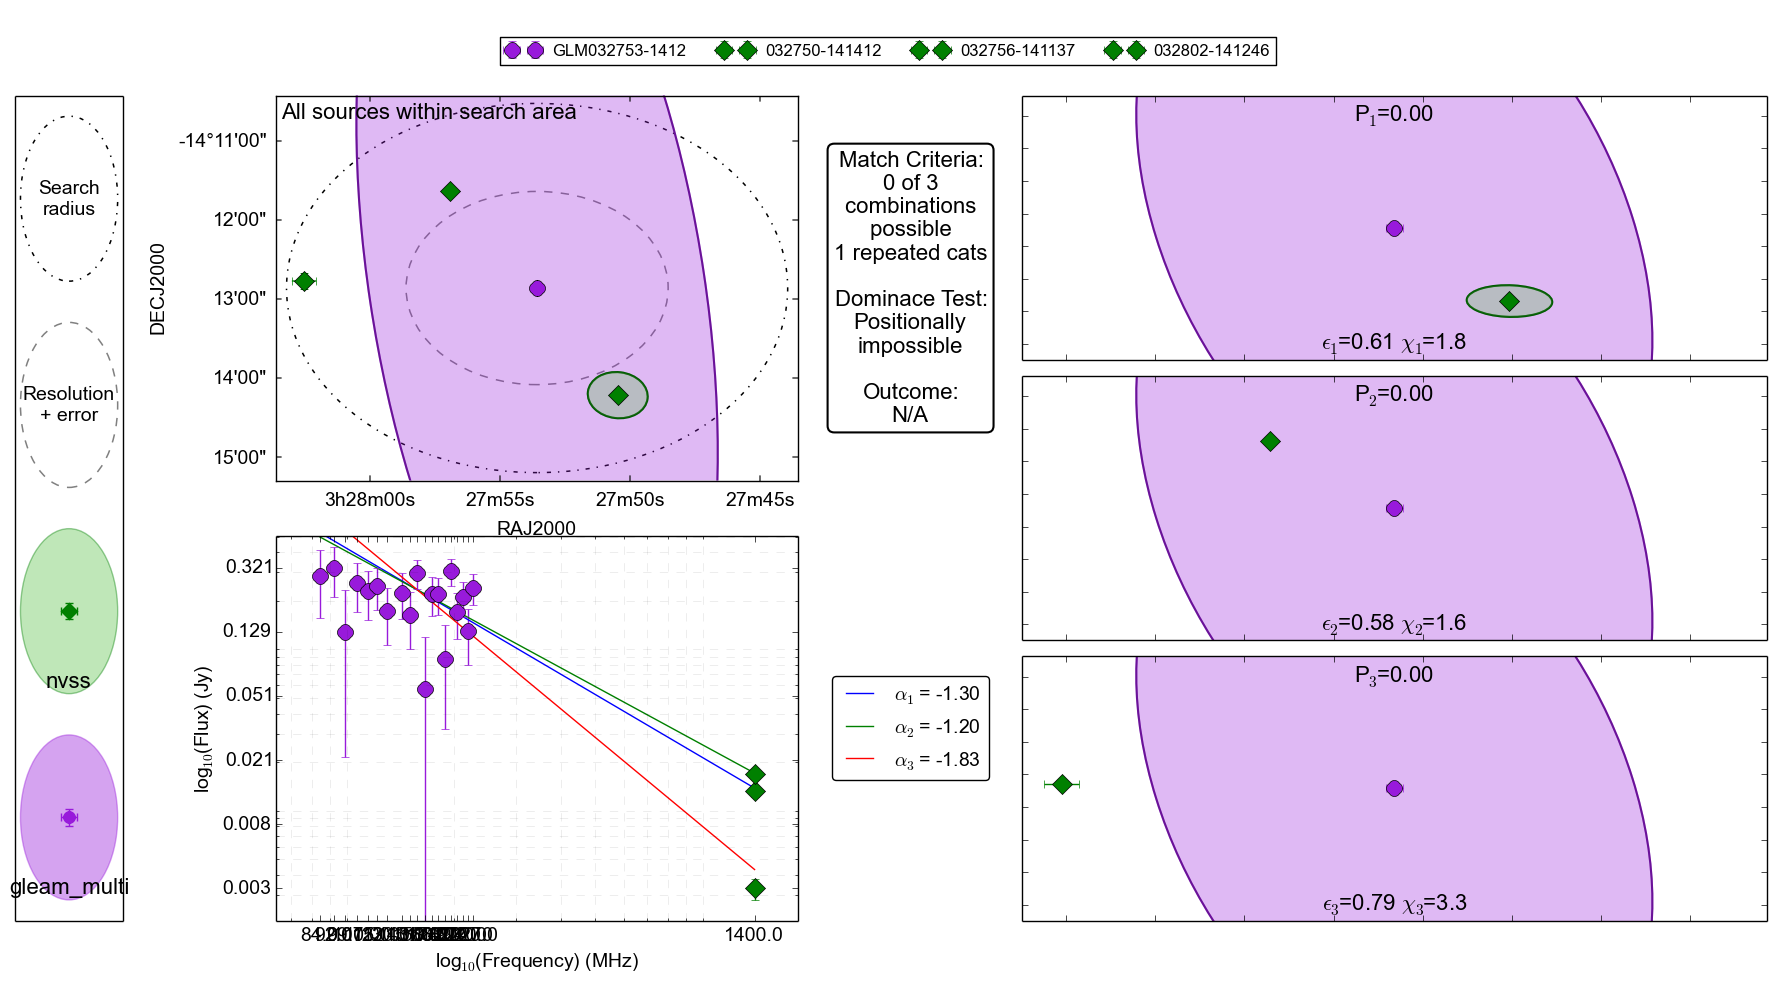 GLM032753-1412 032750-141412 032756-141137 032802-141246
Search
radius
Resolution
+ error
nvss
gleam_multi
All sources within search area
-14°11'00"
12'00"
13'00"
14'00"
15'00"
DECJ2000
3h28m00s 27m55s 27m50s 27m45s
RAJ2000
Match Criteria:
0 of 3
combinations
possible
1 repeated cats
Dominace Test:
Positionally
impossible
Outcome:
N/A
P1=0.00
ϵ1=0.61 χ1=1.8
P2=0.00
ϵ2=0.58 χ2=1.6
P3=0.00
ϵ3=0.79 χ3=3.3
0.321
0.129
0.051
0.021
0.008
0.003
log10(Flux) (Jy)
1400.0
log10(Frequency) (MHz)
α1 = -1.30
α2 = -1.20
α3 = -1.83